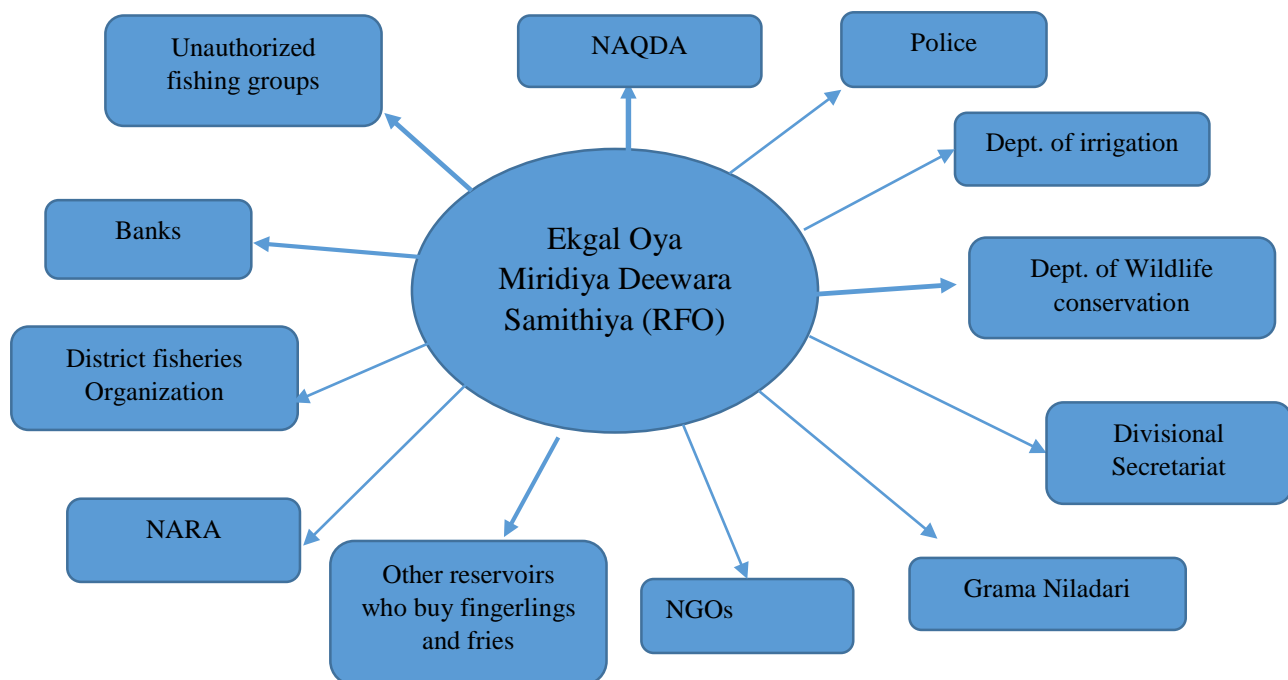 Unauthorized
fishing groups
NAQDA
Police
Dept. of irrigation
Banks
Ekgal Oya
Miridiya Deewara
Samithiya (RFO)
Dept. of Wildlife
conservation
District fisheries
Organization
Divisional
Secretariat
NARA
Other reservoirs
who buy fingerlings
and fries
NGOs
Grama Niladari